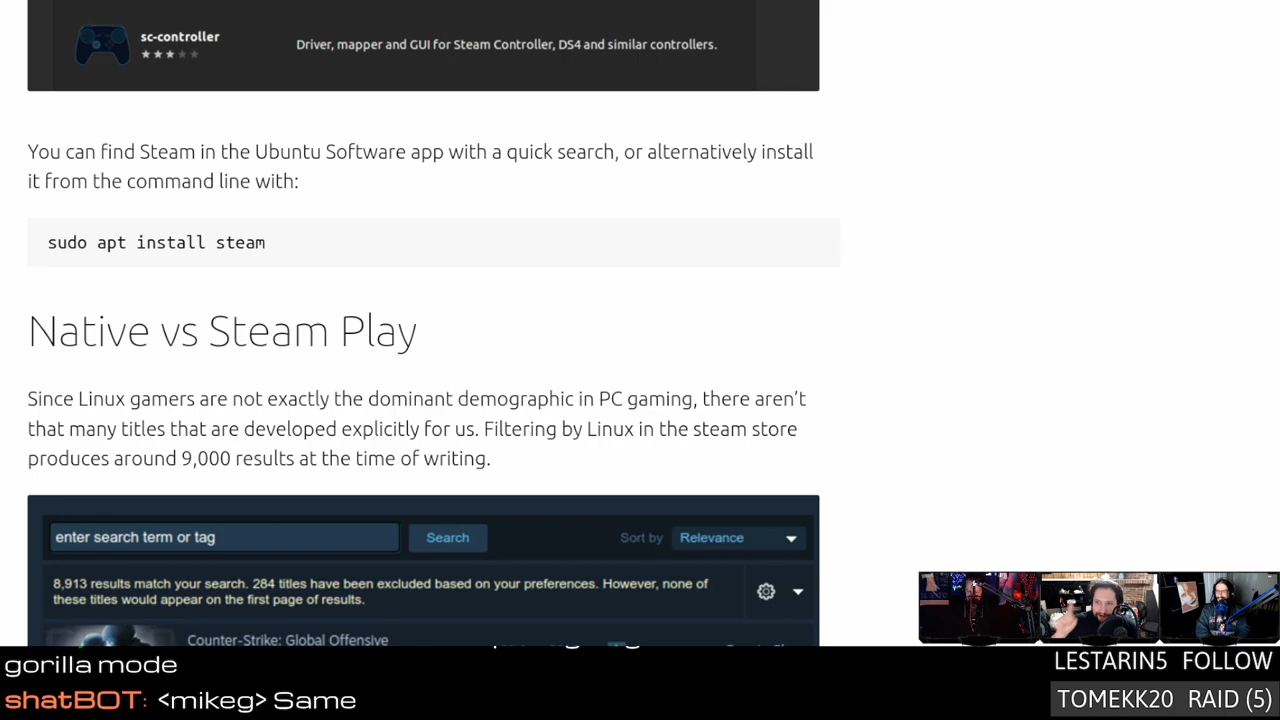 sc-controller
Driver, mapper and GUI for Steam Controller, DS4 and similar controllers.
You can find Steam in the Ubuntu Software app with a quick search, or alternatively install
it from the command line with:
sudo apt install steam
Native vs Steam Play
Since Linux gamers are not exactly the dominant demographic in PC gaming, there aren't
that many titles that are developed explicitly for us. Filtering by Linux in the steam store
produces around 9,000 results at the time of writing.
enter search term or tag
Search
Sort by
Relevance
8,913 results match your search. 284 titles have been excluded based on your preferences. However, none of
these titles would appear on the first page of results.
Counter-Strike: Global Offensive
gorilla mode
shatBOT: <mikeg> Same
LESTARIN5 FOLLOW
TOMEKK20 RAID (5)